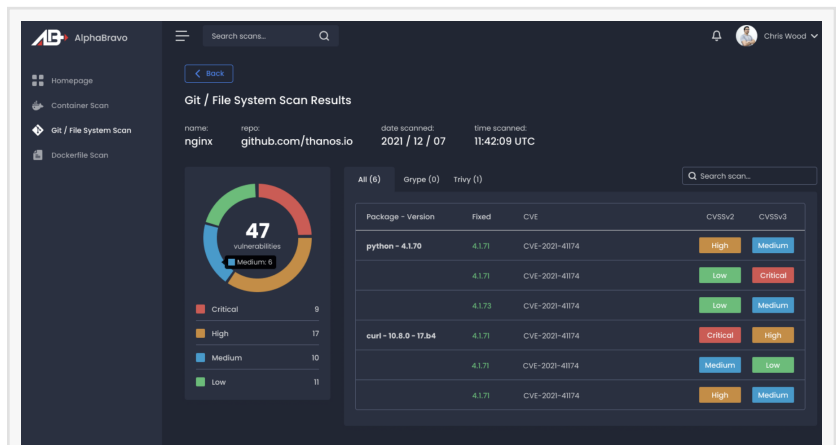 AB AlphaBravo
Search scans...
Chris Wood
Homepage
Container Scan
Git / File System Scan
Dockerfile Scan
Back
Git / File System Scan Results
name: repo: date scanned: time scanned:
nginx github.com/thanos.io 2021 / 12 / 07 11:42:09 UTC
47
vulnerabilities
Medium: 6
Critical 9
High 17
Medium 10
Low 11
All (6) Grype (0) Trivy (1)
Search scan...
Package - Version Fixed CVE CVSSv2 CVSSv3
python - 4.1.70 4.1.71 CVE-2021-41174 High Medium
4.1.71 CVE-2021-41174 Low Critical
4.1.73 CVE-2021-41174 Low Medium
curl - 10.8.0 - 17.b4 4.1.71 CVE-2021-41174 Critical High
4.1.71 CVE-2021-41174 Medium Low
4.1.71 CVE-2021-41174 High Medium